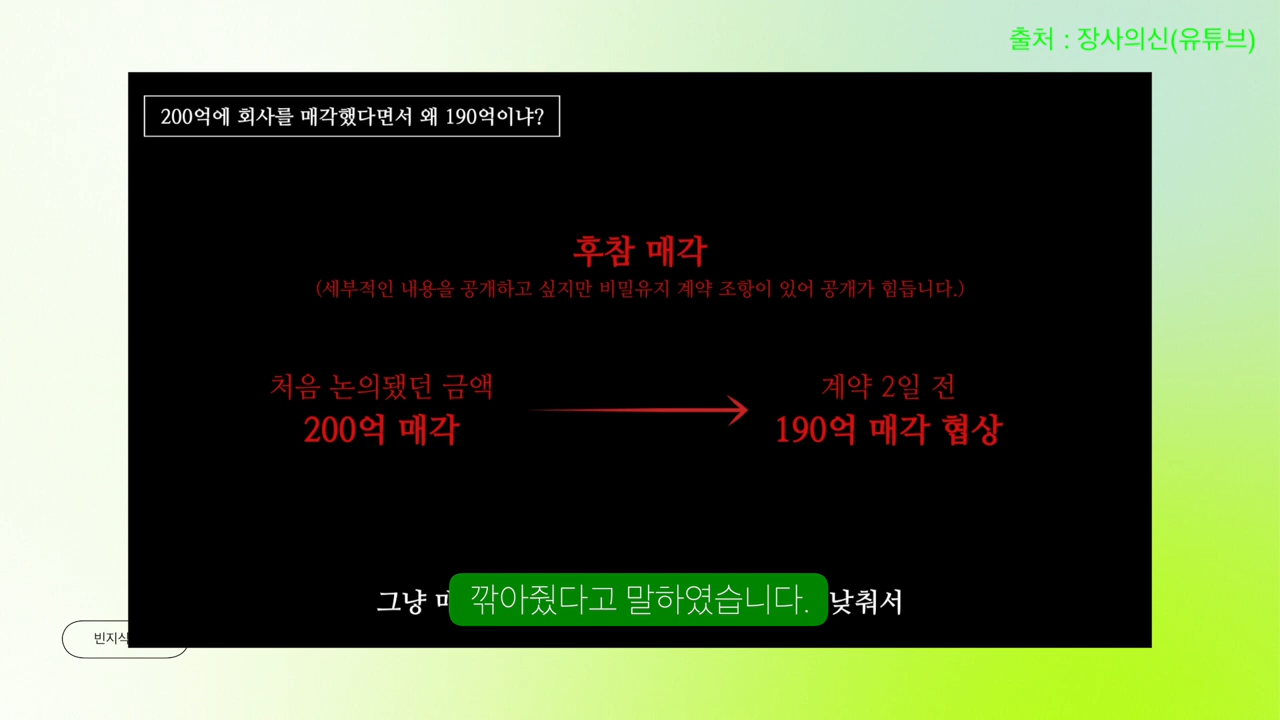 출처 : 장사의신(유튜브)
200억에 회사를 매각했다면서 왜 190억이냐?
후참 매각
(세부적인 내용을 공개하고 싶지만 비밀유지 계약 조항이 있어 공개가 힘듭니다.)
처음 논의됐던 금액
200억 매각
계약 2일 전
190억 매각 협상
그냥 낮춰서
깎아줬다고 말하였습니다.
빈지식